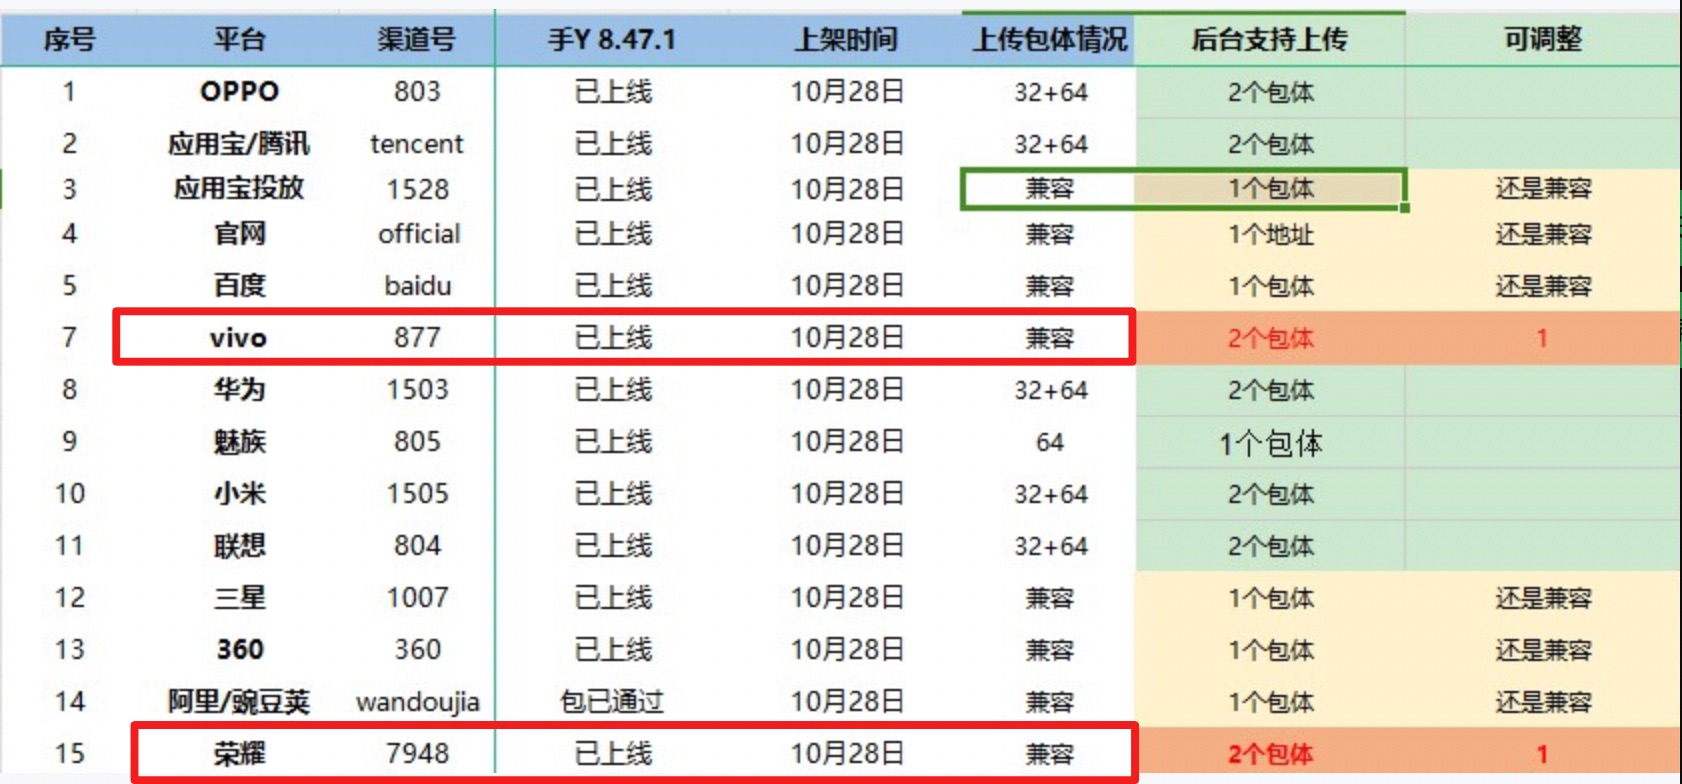 序号 平台 渠道号 手Y 8.47.1 上架时间 上传包体情况 后台支持上传 可调整
1 OPPO 803 已上线 10月28日 32+64 2个包体
2 应用宝/腾讯 tencent 已上线 10月28日 32+64 2个包体
3 应用宝投放 1528 已上线 10月28日 兼容 1个包体 还是兼容
4 官网 official 已上线 10月28日 兼容 1个地址 还是兼容
5 百度 baidu 已上线 10月28日 兼容 1个包体 还是兼容
7 vivo 877 已上线 10月28日 兼容 2个包体 1
8 华为 1503 已上线 10月28日 32+64 2个包体
9 魅族 805 已上线 10月28日 64 1个包体
10 小米 1505 已上线 10月28日 32+64 2个包体
11 联想 804 已上线 10月28日 32+64 2个包体
12 三星 1007 已上线 10月28日 兼容 1个包体 还是兼容
13 360 360 已上线 10月28日 兼容 1个包体 还是兼容
14 阿里/豌豆荚 wandoujia 包已通过 10月28日 兼容 1个包体 还是兼容
15 荣耀 7948 已上线 10月28日 兼容 2个包体 1